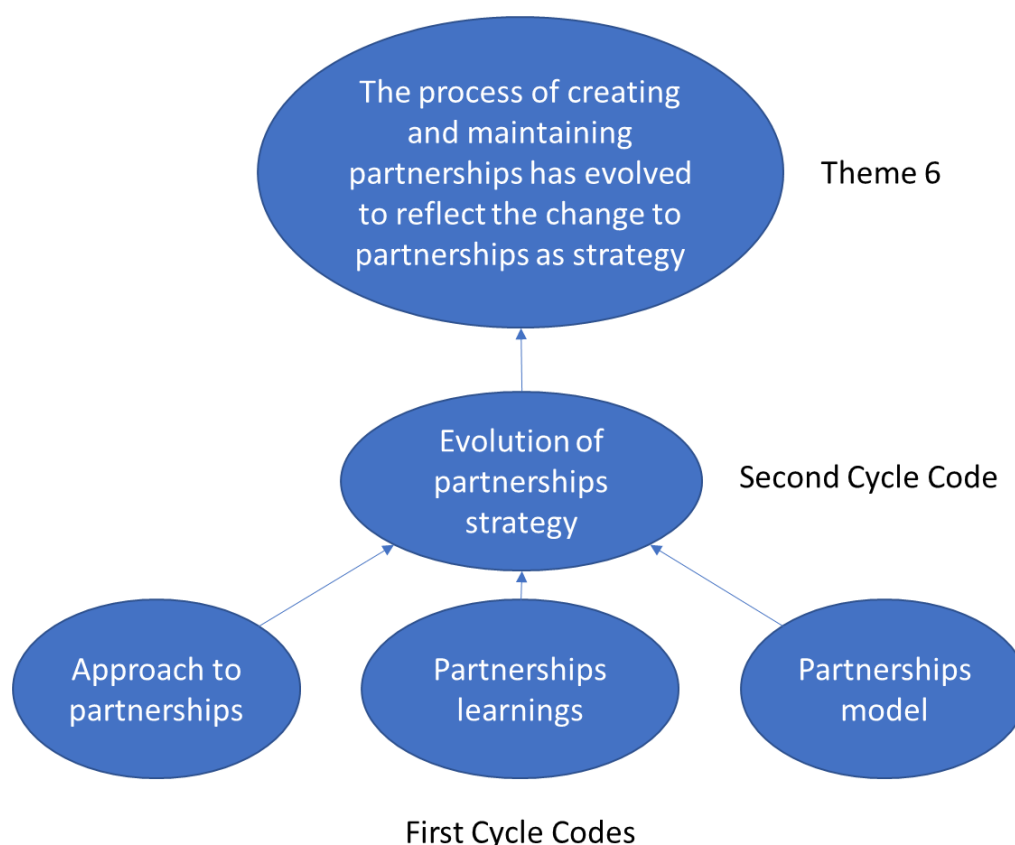 The process of creating
and maintaining
partnerships has evolved
to reflect the change to
partnerships as strategy
Theme 6
Evolution of
partnerships
strategy
Second Cycle Code
Approach to
partnerships
Partnerships
learnings
Partnerships
model
First Cycle Codes